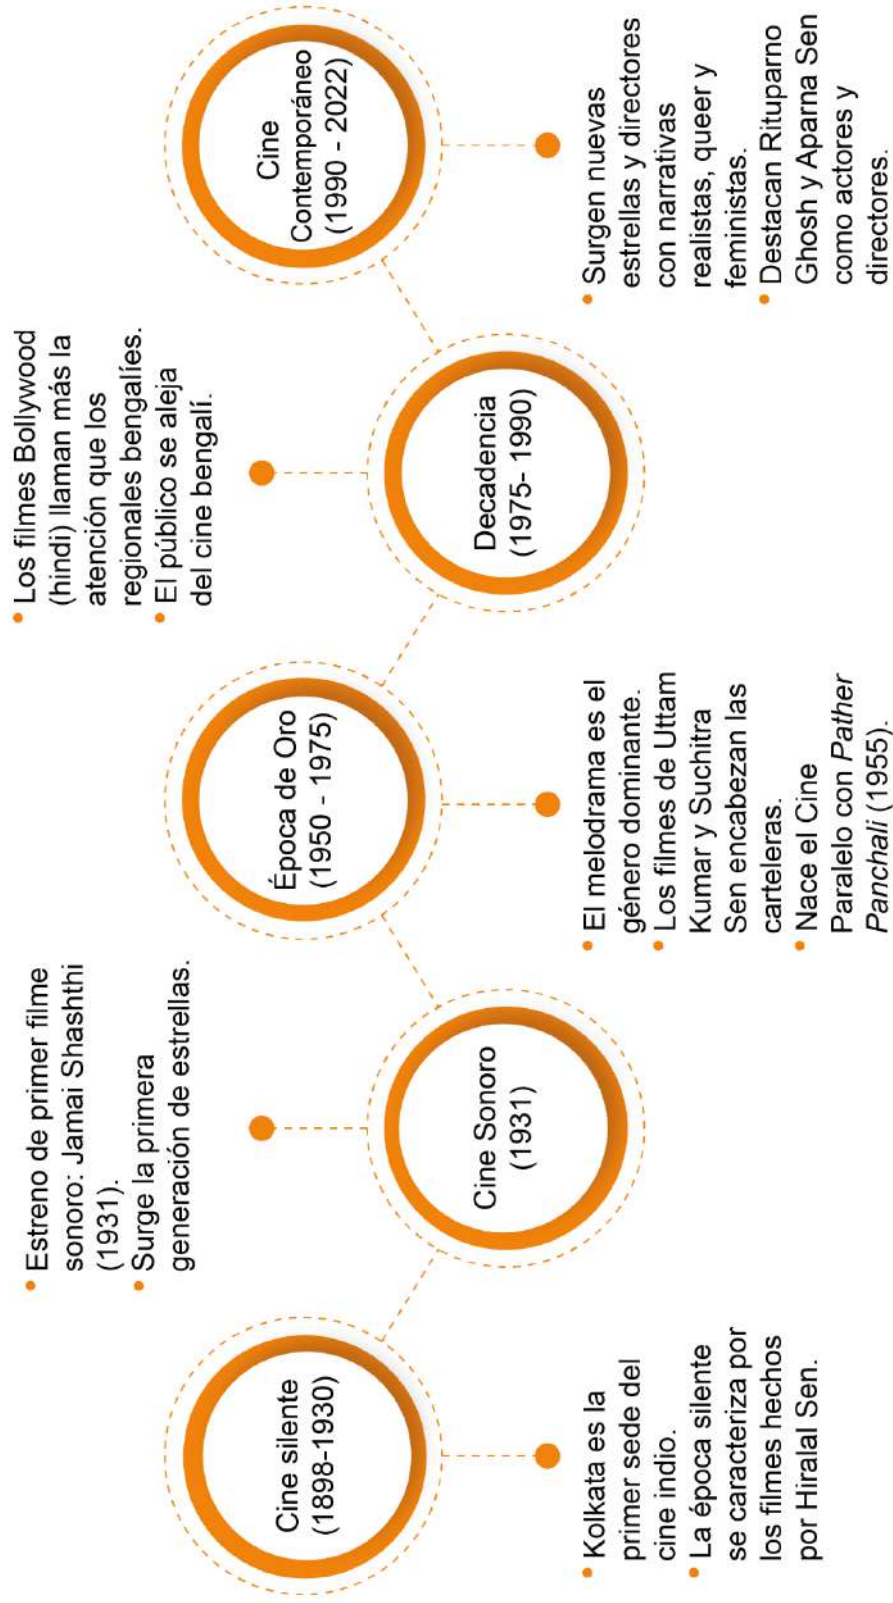 Cine silente
(1898-1930)
Kolkata es la
primer sede del
cine indio.
La época silente
se caracteriza por
los filmes hechos
por Hiralal Sen.
Estreno de primer filme
sonoro: Jamai Shashthi
(1931).
Surge la primera
generación de estrellas.
Cine Sonoro
(1931)
Época de Oro
(1950 - 1975)
El melodrama es el
género dominante.
Los filmes de Uttam
Kumar y Suchitra
Sen encabezan las
carteleras.
Nace el Cine
Paralelo con Pather
Panchali (1955).
Los filmes Bollywood
(hindi) llaman más la
atención que los
regionales bengalíes.
El público se aleja
del cine bengalí.
Decadencia
(1975- 1990)
Cine
Contemporáneo
(1990 - 2022)
Surgen nuevas
estrellas y directores
con narrativas
realistas, queer y
feministas.
Destacan Rituparno
Ghosh y Aparna Sen
como actores y
directores.